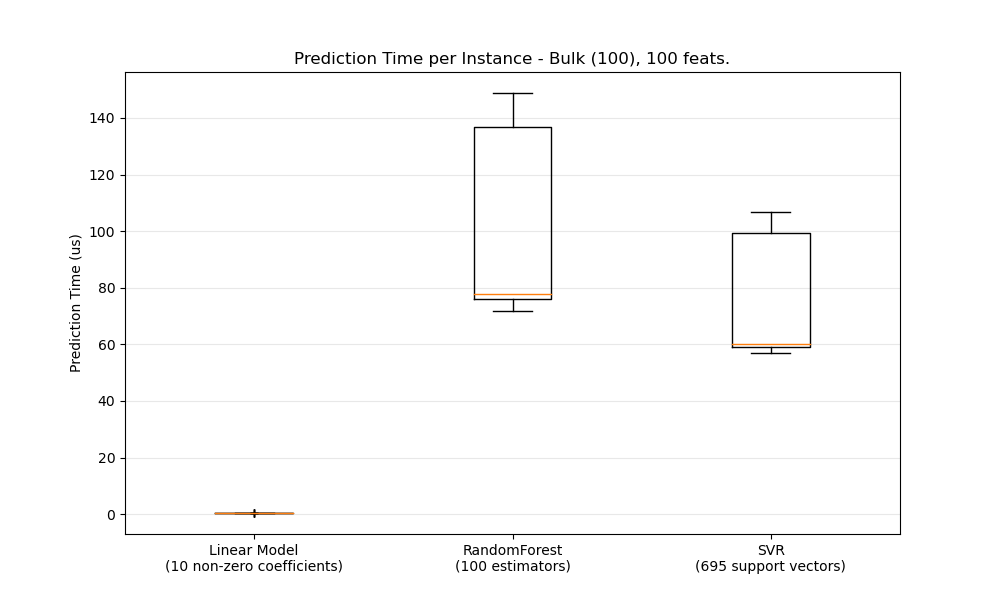 Prediction Time per Instance - Bulk (100), 100 feats.
Prediction Time (us)
140
120
100
80
60
40
20
0
Linear Model
(10 non-zero coefficients)
RandomForest
(100 estimators)
SVR
(695 support vectors)